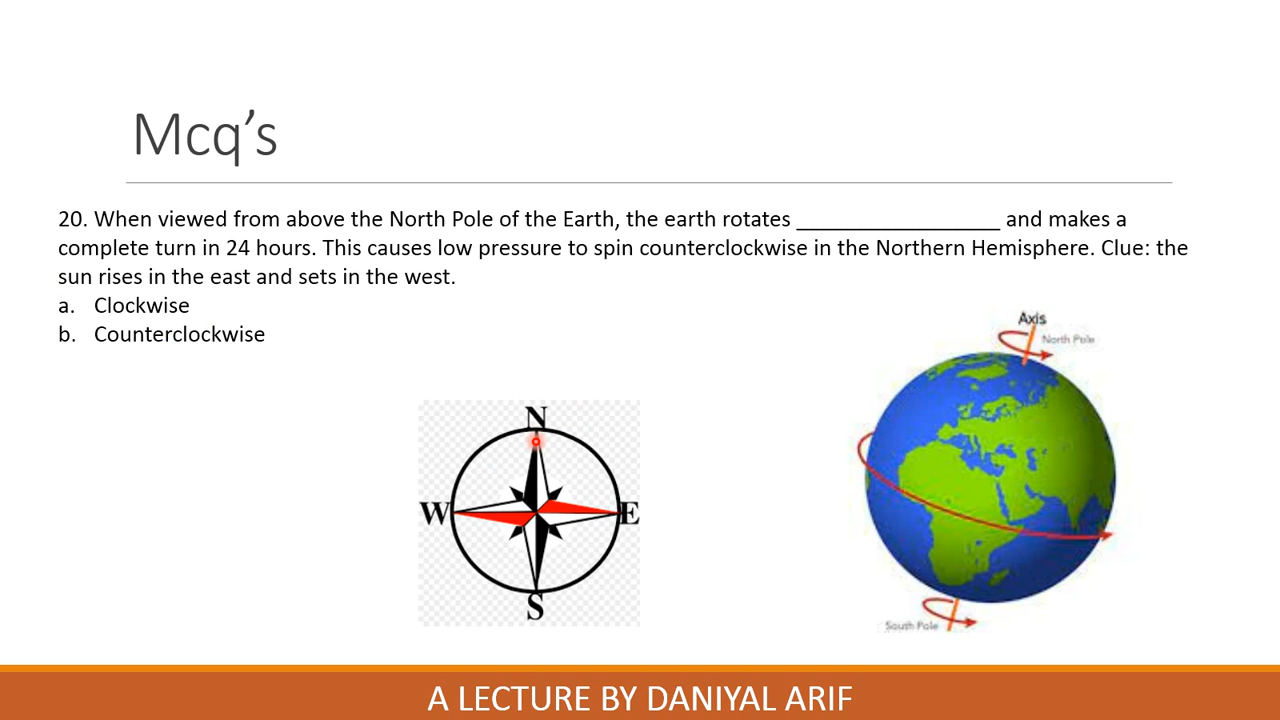 Mcq’s
20. When viewed from above the North Pole of the Earth, the earth rotates _________________ and makes a
complete turn in 24 hours. This causes low pressure to spin counterclockwise in the Northern Hemisphere. Clue: the
sun rises in the east and sets in the west.
a. Clockwise
b. Counterclockwise
Axis
North Pole
N
W E
S
South Pole
A LECTURE BY DANIYAL ARIF